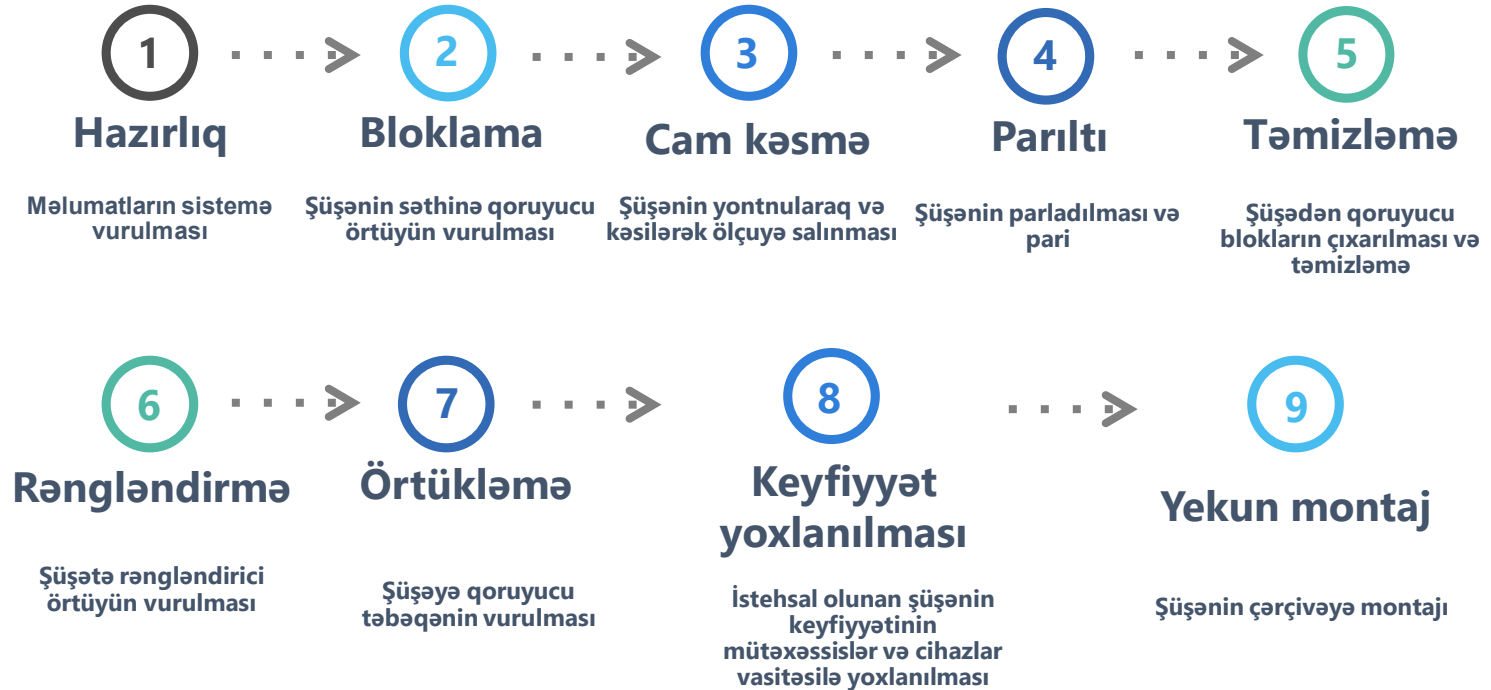 1
Hazırlıq
Məlumatların sistemə
vurulması
2
Bloklama
Şüşənin səthinə qoruyucu
örtüyün vurulması
3
Cam kəsmə
Şüşənin yontnularaq və
kəsilərək ölçuyə salınması
4
Parıltı
Şüşənin parladılması və
pari
5
Təmizləmə
Şüşədən qoruyucu
blokların çıxarılması və
təmizləmə
6
Rəngləndirmə
Şüşətə rəngləndirici
örtüyün vurulması
7
Örtükləmə
Şüşəyə qoruyucu
təbəqənin vurulması
8
Keyfiyyət
yoxlanılması
İstehsal olunan şüşənin
keyfiyyətinin
mütəxəssislər və cihazlar
vasitəsilə yoxlanılması
9
Yekun montaj
Şüşənin çərçivəyə montajı